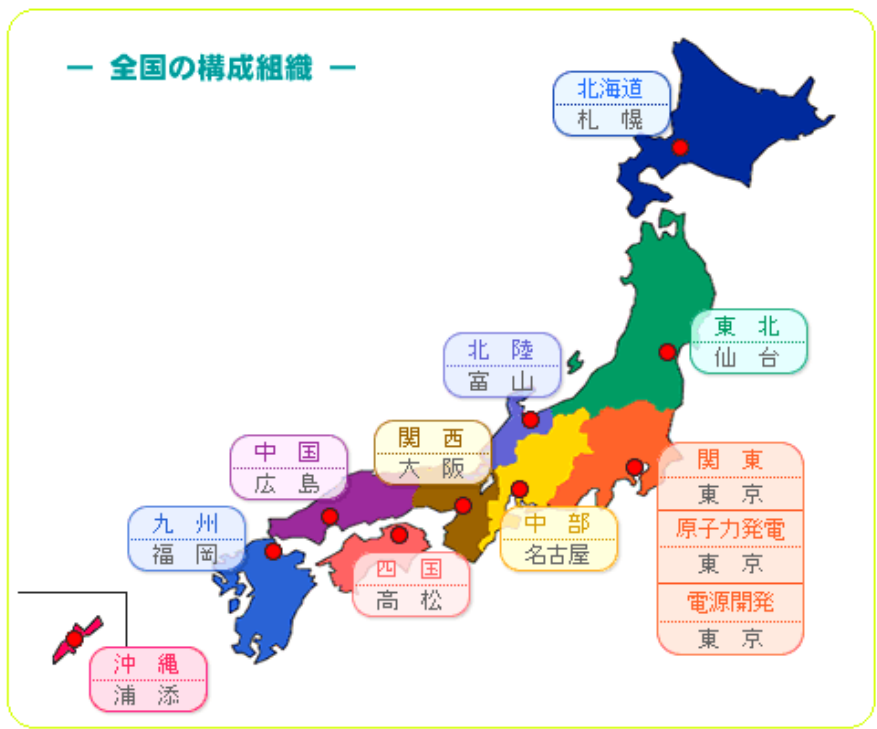 ― 全国の構成組織 ―
北海道
札幌
東北
仙台
北陸
富山
関西
大阪
中国
広島
関東
東京
原子力発電
東京
電源開発
東京
九州
福岡
中部
名古屋
四国
高松
沖縄
浦添